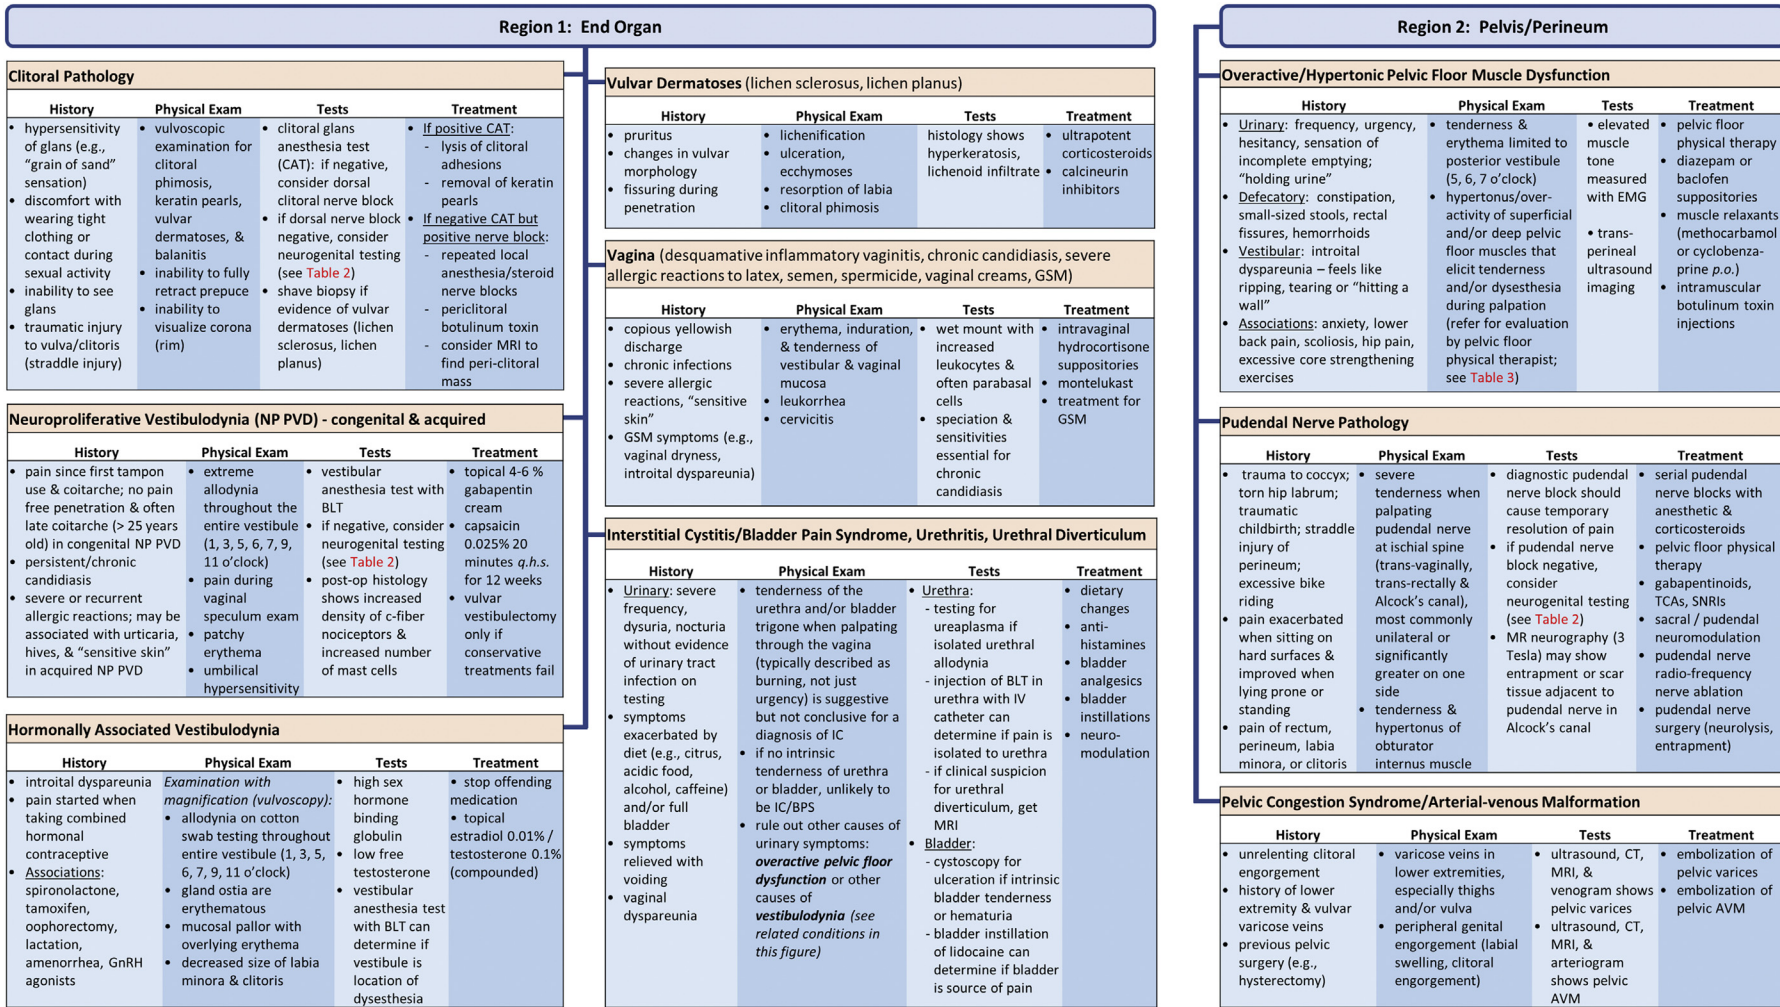 Region 1: End Organ
Clitoral Pathology
History
• hypersensitivity
of glans (e.g.,
“grain of sand”
sensation)
• discomfort with
wearing tight
clothing or
contact during
sexual activity
• inability to see
glans
• traumatic injury
to vulva/clitoris
(straddle injury)
Physical Exam
• vulvoscopic
examination for
clitoral
phimosis,
keratin pearls,
vulvar
dermatoses, &
balanitis
• inability to fully
retract prepuce
• inability to
visualize corona
(rim)
Tests
• clitoral glans
anesthesia test
(CAT): if negative,
consider dorsal
clitoral nerve block
• if dorsal nerve block
negative, consider
neurogenital testing
(see Table 2)
• shave biopsy if
evidence of vulvar
dermatoses (lichen
sclerosus, lichen
planus)
Treatment
• If positive CAT:
- lysis of clitoral
adhesions
- removal of keratin
pearls
• If negative CAT but
positive nerve block:
- repeated local
anesthesia/steroid
nerve blocks
- periclitoral
botulinum toxin
- consider MRI to
find peri-clitoral
mass
Neuroproliferative Vestibulodynia (NP PVD) - congenital & acquired
History
• pain since first tampon
use & coitarche; no pain
free penetration & often
late coitarche (> 25 years
old) in congenital NP PVD
• persistent/chronic
candidiasis
• severe or recurrent
allergic reactions; may be
associated with urticaria,
hives, & “sensitive skin”
in acquired NP PVD
Physical Exam
• extreme
allodynia
throughout the
entire vestibule
(1, 3, 5, 6, 7, 9,
11 o’clock)
• pain during
vaginal
speculum exam
• patchy
erythema
• umbilical
hypersensitivity
Tests
• vestibular
anesthesia test with
BLT
• if negative, consider
neurogenital testing
(see Table 2)
• post-op histology
shows increased
density of c-fiber
nociceptors &
increased number
of mast cells
Treatment
• topical 4-6 %
gabapentin
cream
• capsaicin
0.025% 20
minutes q.h.s.
for 12 weeks
• vulvar
vestibulectomy
only if
conservative
treatments fail
Hormonally Associated Vestibulodynia
History
• introital dyspareunia
• pain started when
taking combined
hormonal
contraceptive
• Associations:
spironolactone,
tamoxifen,
oophorectomy,
lactation,
amenorrhea, GnRH
agonists
Physical Exam
Examination with
magnification (vulvoscopy):
• allodynia on cotton
swab testing throughout
entire vestibule (1, 3, 5,
6, 7, 9, 11 o’clock)
• gland ostia are
erythematous
• mucosal pallor with
overlying erythema
• decreased size of labia
minora & clitoris
Tests
• high sex
hormone
binding
globulin
• low free
testosterone
• vestibular
anesthesia test
with BLT can
determine if
vestibule is
location of
dysesthesia
Treatment
• stop offending
medication
• topical
estradiol 0.01% /
testosterone 0.1%
(compounded)
Vulvar Dermatoses (lichen sclerosus, lichen planus)
History
• pruritus
• changes in vulvar
morphology
• fissuring during
penetration
Physical Exam
• lichenification
• ulceration,
ecchymoses
• resorption of labia
• clitoral phimosis
Tests
histology shows
hyperkeratosis,
lichenoid infiltrate
Treatment
• ultrapotent
corticosteroids
• calcineurin
inhibitors
Vagina (desquamative inflammatory vaginitis, chronic candidiasis, severe
allergic reactions to latex, semen, spermicide, vaginal creams, GSM)
History
• copious yellowish
discharge
• chronic infections
• severe allergic
reactions, “sensitive
skin”
• GSM symptoms (e.g.,
vaginal dryness,
introital dyspareunia)
Physical Exam
• erythema, induration,
& tenderness of
vestibular & vaginal
mucosa
• leukorrhea
• cervicitis
Tests
• wet mount with
increased
leukocytes &
often parabasal
cells
• speciation &
sensitivities
essential for
chronic
candidiasis
Treatment
• intravaginal
hydrocortisone
suppositories
• montelukast
• treatment for
GSM
Interstitial Cystitis/Bladder Pain Syndrome, Urethritis, Urethral Diverticulum
History
• Urinary: severe
frequency,
dysuria, nocturia
without evidence
of urinary tract
infection on
testing
• symptoms
exacerbated by
diet (e.g., citrus,
acidic food,
alcohol, caffeine)
and/or full
bladder
• symptoms
relieved with
voiding
• vaginal
dyspareunia
Physical Exam
• tenderness of the
urethra and/or bladder
trigone when palpating
through the vagina
(typically described as
burning, not just
urgency) is suggestive
but not conclusive for a
diagnosis of IC
• if no intrinsic
tenderness of urethra
or bladder, unlikely to
be IC/BPS
• rule out other causes of
urinary symptoms:
overactive pelvic floor
dysfunction or other
causes of
vestibulodynia (see
related conditions in
this figure)
Tests
• Urethra:
- testing for
ureaplasma if
isolated urethral
allodynia
- injection of BLT in
urethra with IV
catheter can
determine if pain is
isolated to urethra
- if clinical suspicion
for urethral
diverticulum, get
MRI
• Bladder:
- cystoscopy for
ulceration if intrinsic
bladder tenderness
or hematuria
- bladder instillation
of lidocaine can
determine if bladder
is source of pain
Treatment
• dietary
changes
• anti-
histamines
• bladder
analgesics
• bladder
instillations
• neuro-
modulation
Region 2: Pelvis/Perineum
Overactive/Hypertonic Pelvic Floor Muscle Dysfunction
History
• Urinary: frequency, urgency,
hesitancy, sensation of
incomplete emptying;
“holding urine”
• Defecatory: constipation,
small-sized stools, rectal
fissures, hemorrhoids
• Vestibular: introital
dyspareunia – feels like
ripping, tearing or “hitting a
wall”
• Associations: anxiety, lower
back pain, scoliosis, hip pain,
excessive core strengthening
exercises
Physical Exam
• tenderness &
erythema limited to
posterior vestibule
(5, 6, 7 o’clock)
• hypertonus/over-
activity of superficial
and/or deep pelvic
floor muscles that
elicit tenderness
and/or dysesthesia
during palpation
(refer for evaluation
by pelvic floor
physical therapist;
see Table 3)
Tests
• elevated
muscle
tone
measured
with EMG
• trans-
perineal
ultrasound
imaging
Treatment
• pelvic floor
physical therapy
• diazepam or
baclofen
suppositories
• muscle relaxants
(methocarbamol
or cyclobenza-
prine p.o.)
• intramuscular
botulinum toxin
injections
Pudendal Nerve Pathology
History
• trauma to coccyx;
torn hip labrum;
traumatic
childbirth; straddle
injury of
perineum;
excessive bike
riding
• pain exacerbated
when sitting on
hard surfaces &
improved when
lying prone or
standing
• pain of rectum,
perineum, labia
minora, or clitoris
Physical Exam
• severe
tenderness when
palpating
pudendal nerve
at ischial spine
(trans-vaginally,
trans-rectally &
Alcock’s canal),
most commonly
unilateral or
significantly
greater on one
side
• tenderness &
hypertonus of
obturator
internus muscle
Tests
• diagnostic pudendal
nerve block should
cause temporary
resolution of pain
• if pudendal nerve
block negative,
consider
neurogenital testing
(see Table 2)
• MR neurography (3
Tesla) may show
entrapment or scar
tissue adjacent to
pudendal nerve in
Alcock’s canal
Treatment
• serial pudendal
nerve blocks with
anesthetic &
corticosteroids
• pelvic floor physical
therapy
• gabapentinoids,
TCAs, SNRIs
• sacral / pudendal
neuromodulation
• pudendal nerve
radio-frequency
nerve ablation
• pudendal nerve
surgery (neurolysis,
entrapment)
Pelvic Congestion Syndrome/Arterial-venous Malformation
History
• unrelenting clitoral
engorgement
• history of lower
extremity & vulvar
varicose veins
• previous pelvic
surgery (e.g.,
hysterectomy)
Physical Exam
• varicose veins in
lower extremities,
especially thighs
and/or vulva
• peripheral genital
engorgement (labial
swelling, clitoral
engorgement)
Tests
• ultrasound, CT,
MRI, &
venogram shows
pelvic varices
• ultrasound, CT,
MRI, &
arteriogram
shows pelvic
AVM
Treatment
• embolization of
pelvic varices
• embolization of
pelvic AVM